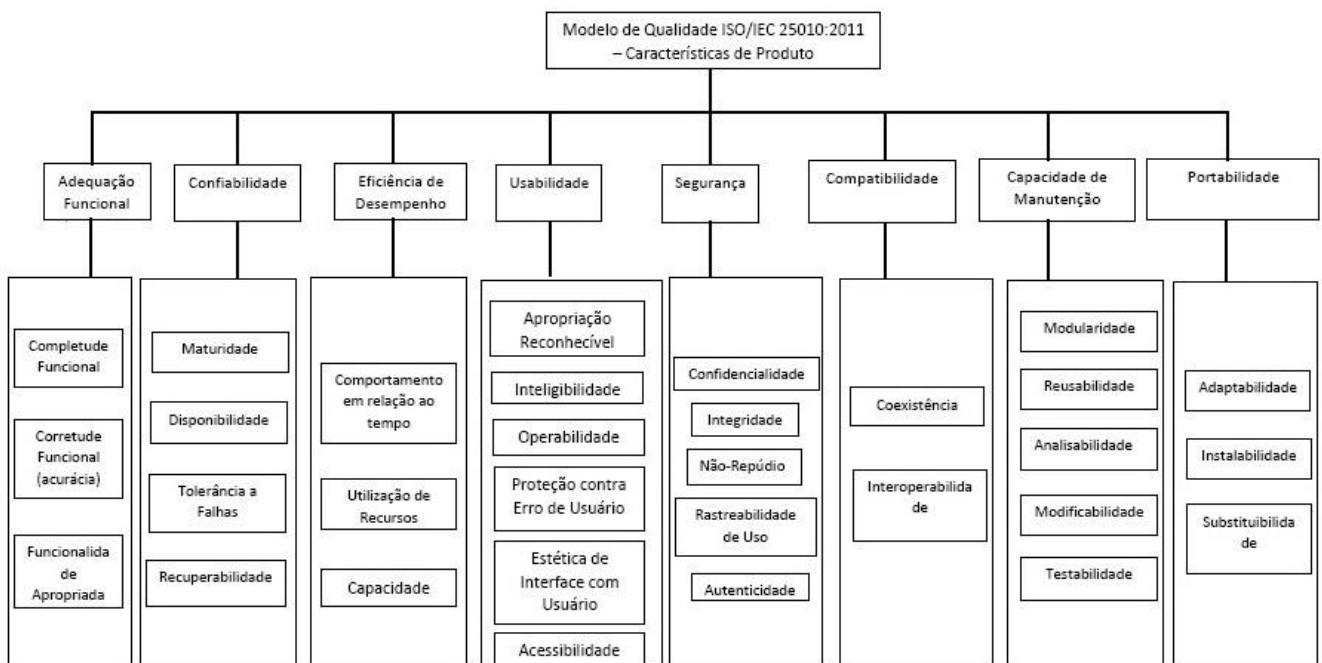 Modelo de Qualidade ISO/IEC 25010:2011
– Características de Produto
Adequação
Funcional
Confiabilidade
Eficiência de
Desempenho
Usabilidade
Segurança
Compatibilidade
Capacidade de
Manutenção
Portabilidade
Completude
Funcional
Corretude
Funcional
(acurácia)
Funcionalida
de
Apropriada
Maturidade
Disponibilidade
Tolerância a
Falhas
Recuperabilidade
Comportamento
em relação ao
tempo
Utilização de
Recursos
Capacidade
Apropriação
Reconhecível
Inteligibilidade
Operabilidade
Proteção contra
Erro de Usuário
Estética de
Interface com
Usuário
Acessibilidade
Confidencialidade
Integridade
Não-Repúdio
Rastreabilidade
de Uso
Autenticidade
Coexistência
Interoperabilida
de
Modularidade
Reusabilidade
Analisabilidade
Modificabilidade
Testabilidade
Adaptabilidade
Instalabilidade
Substituibilida
de